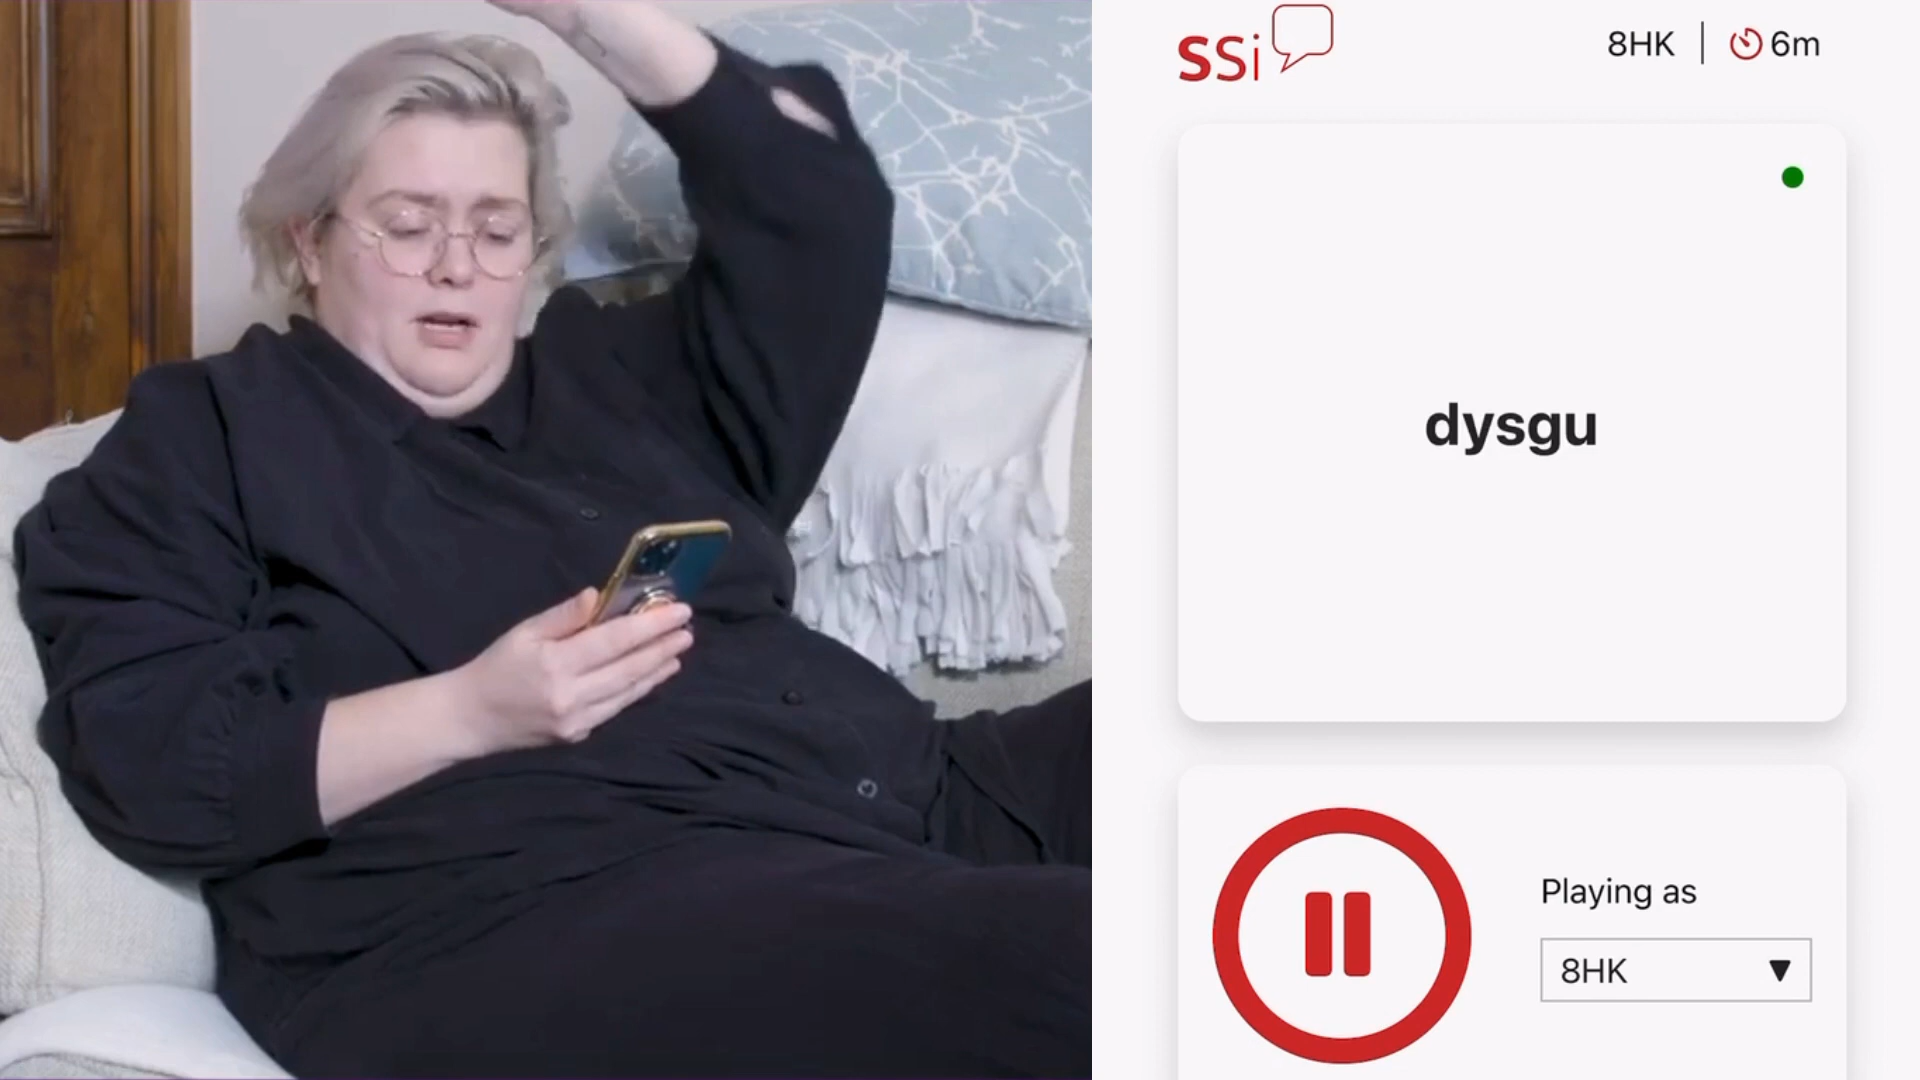 SSi
8HK | 6m
dysgu
Playing as
8HK